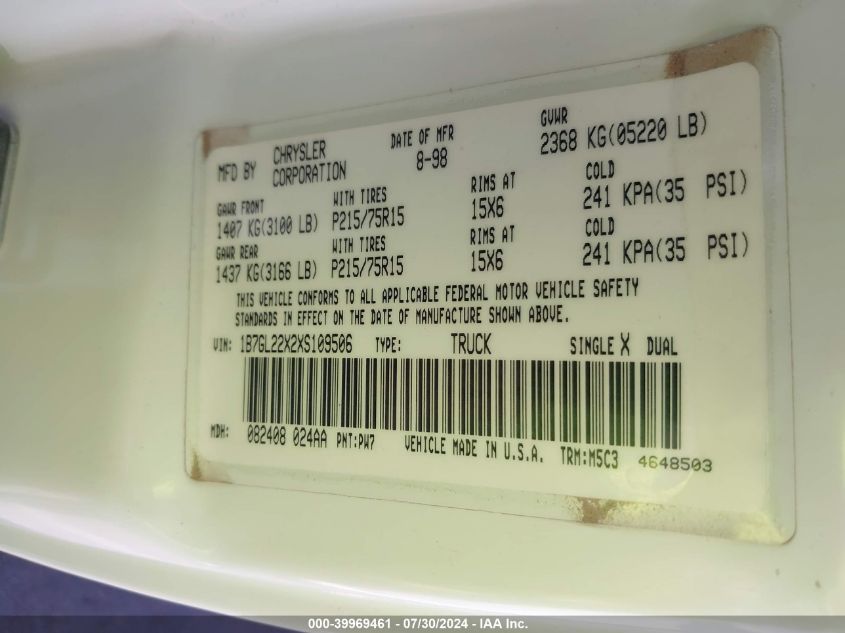 MFD BY CHRYSLER CORPORATION DATE OF MFR 8-98 GVWR 2368 KG(05220 LB)
GAWR FRONT WITH TIRES RIMS AT COLD
1407 KG(3100 LB) P215/75R15 15X6 241 KPA(35 PSI)
GAWR REAR WITH TIRES RIMS AT COLD
1437 KG(3166 LB) P215/75R15 15X6 241 KPA(35 PSI)
THIS VEHICLE CONFORMS TO ALL APPLICABLE FEDERAL MOTOR VEHICLE SAFETY
STANDARDS IN EFFECT ON THE DATE OF MANUFACTURE SHOWN ABOVE.
VIN: 1B7GL22X2XS109506 TYPE: TRUCK SINGLE X DUAL
MDH: 082408 024AA PNT:PW7 VEHICLE MADE IN U.S.A. TRM:M5C3 4648503
000-39969461 - 07/30/2024 - IAA Inc.